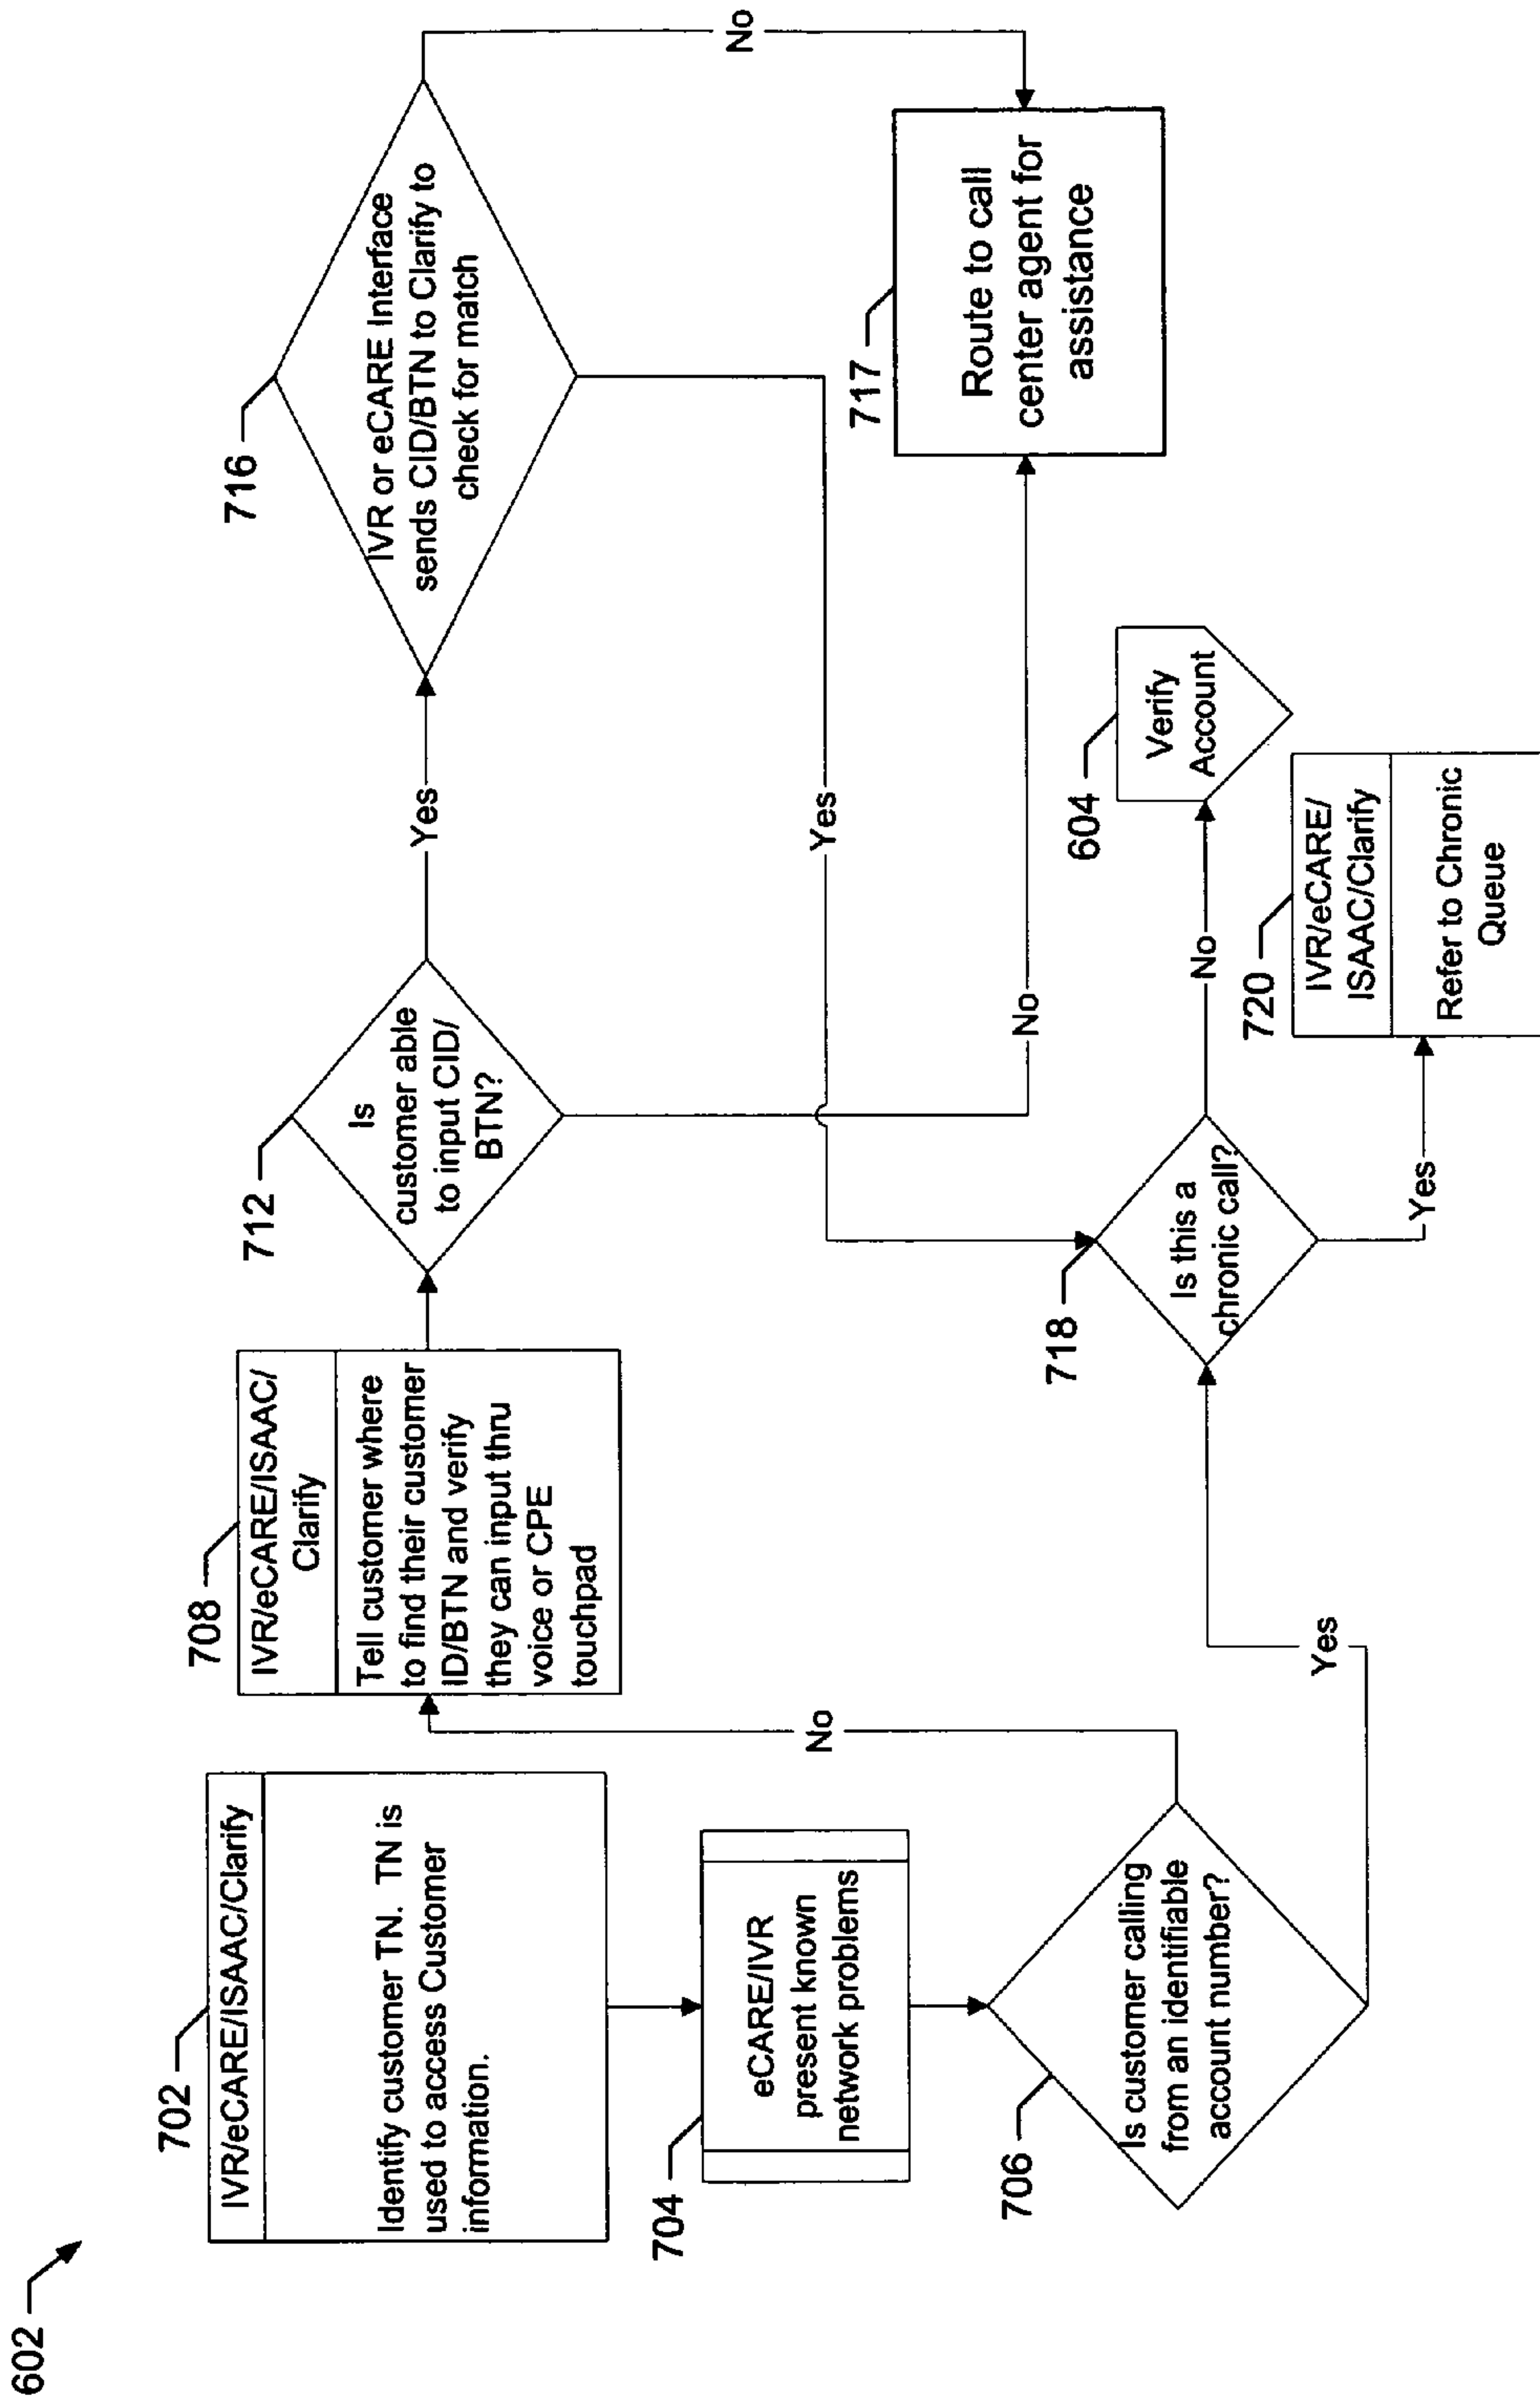 602
702
IVR/eCARE/ISAAC/Clarify
Identify customer TN. TN is
used to access Customer
information.
704
eCARE/IVR
present known
network problems
706
Is customer calling
from an identifiable
account number?
No
Yes
708
IVR/eCARE/ISAAC/
Clarify
Tell customer where
to find their customer
ID/BTN and verify
they can input thru
voice or CPE
touchpad
712
Is
customer able
to input CID/
BTN?
Yes
No
716
IVR or eCARE Interface
sends CID/BTN to Clarify to
check for match
No
Yes
717
Route to call
center agent for
assistance
718
Is this a
chronic call?
No
Yes
604
Verify
Account
720
IVR/eCARE/
ISAAC/Clarify
Refer to Chronic
Queue